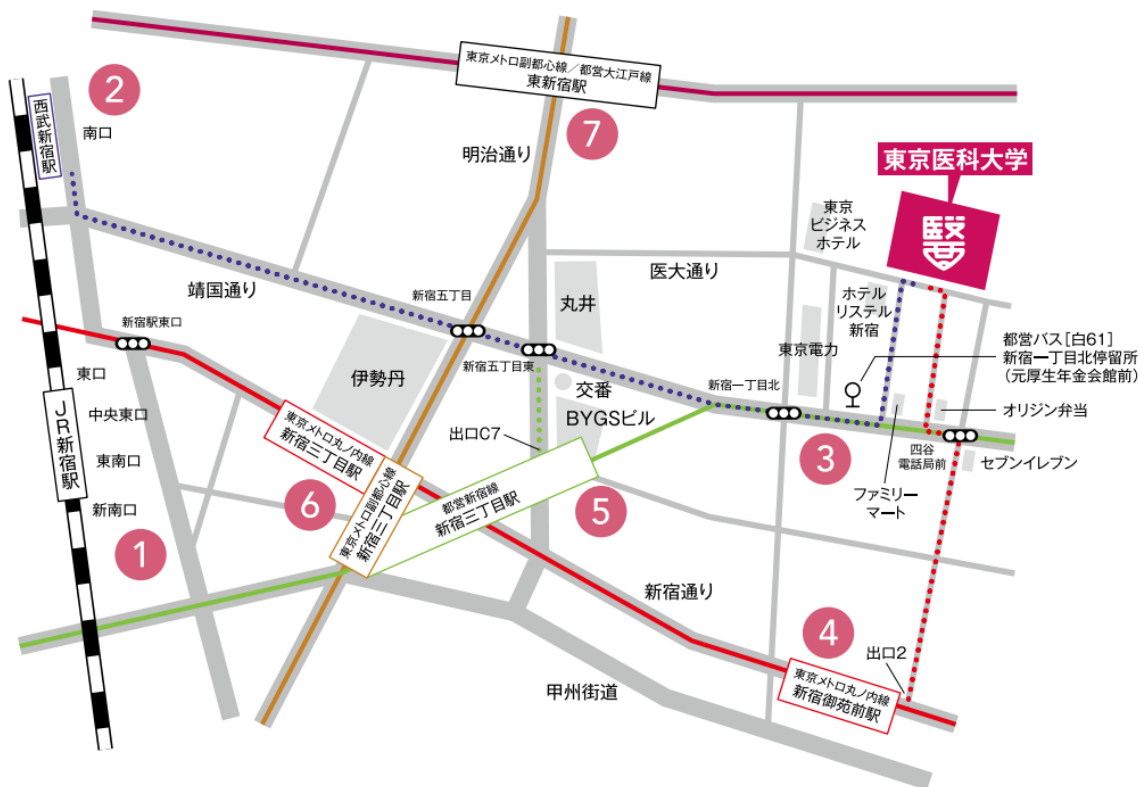 東京メトロ副都心線／都営大江戸線
東新宿駅
2
西武新宿駅
南口
7
明治通り
東京医科大学
醫
東京
ビジネス
ホテル
医大通り
靖国通り
新宿五丁目
丸井
ホテル
リステル
新宿
新宿駅東口
新宿五丁目東
東京電力
都営バス［白61］
新宿一丁目北停留所
（元厚生年金会館前）
東口
伊勢丹
交番
BYGSビル
新宿一丁目北
オリジン弁当
JR新宿駅
中央東口
東京メトロ丸ノ内線
新宿三丁目駅
出口C7
3
四谷
電話局前
セブンイレブン
東南口
ファミリー
マート
新南口
6
東京メトロ副都心線
新宿三丁目駅
都営新宿線
新宿三丁目駅
5
1
新宿通り
4
出口2
東京メトロ丸ノ内線
新宿御苑前駅
甲州街道